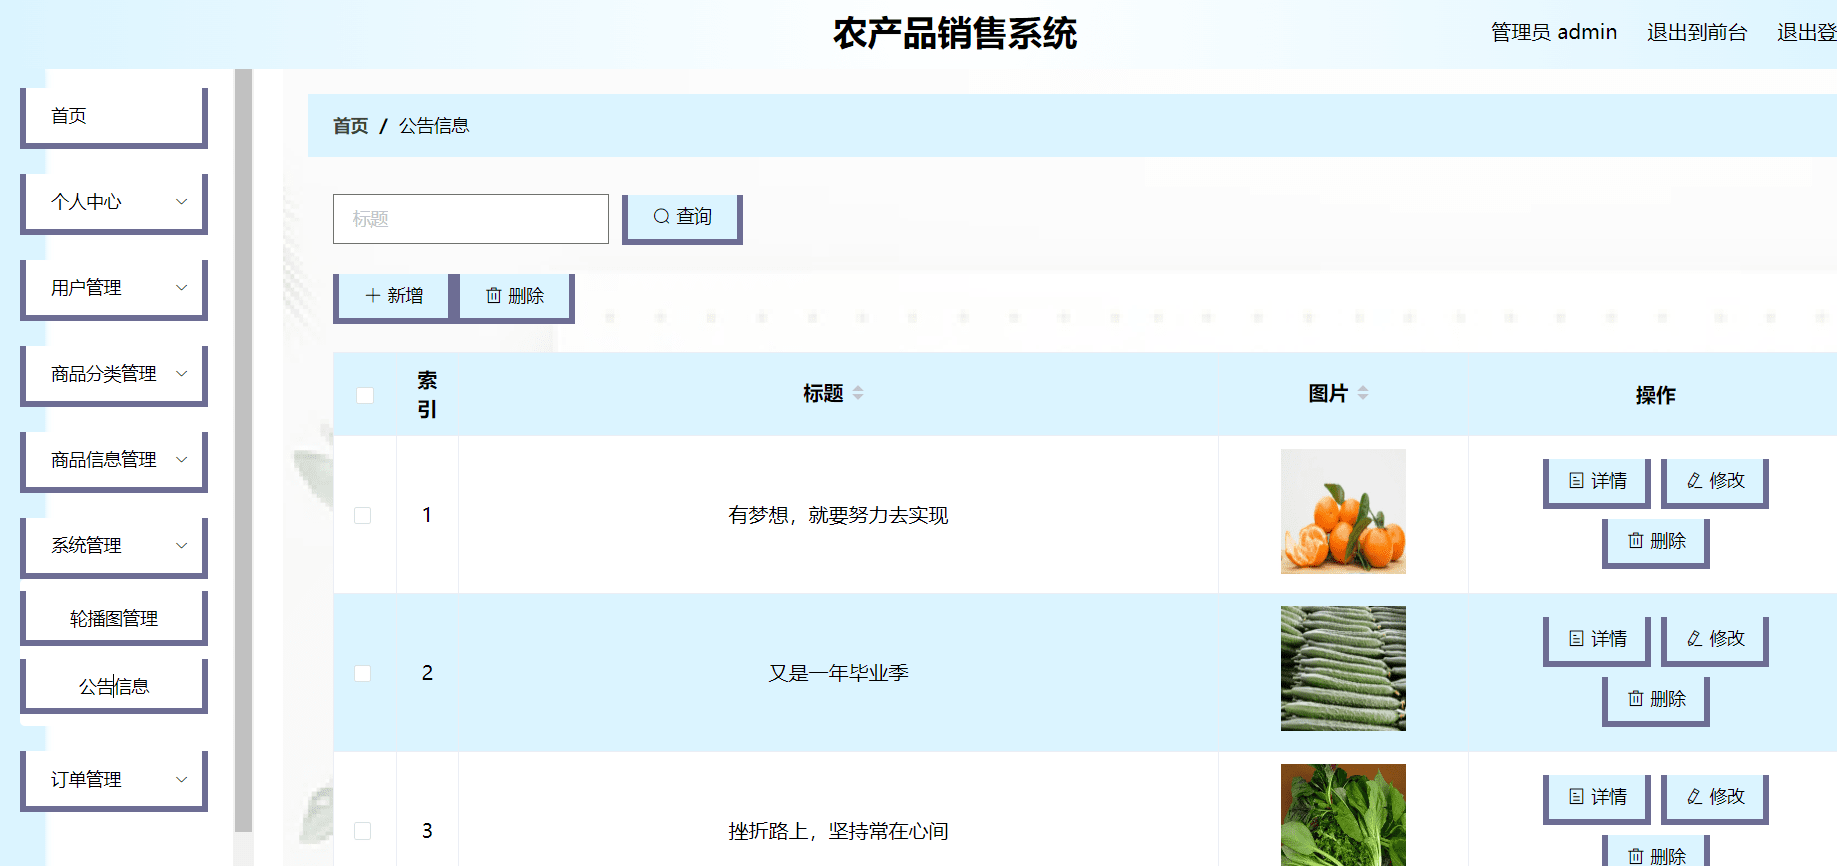 农产品销售系统
管理员 admin 退出到前台 退出登
首页
个人中心
用户管理
商品分类管理
商品信息管理
系统管理
轮播图管理
公告信息
订单管理
首页 / 公告信息
标题 查询
新增 删除
索引 标题 图片 操作
1 有梦想，就要努力去实现 详情 修改
删除
2 又是一年毕业季 详情 修改
删除
3 挫折路上，坚持常在心间 详情 修改
删除